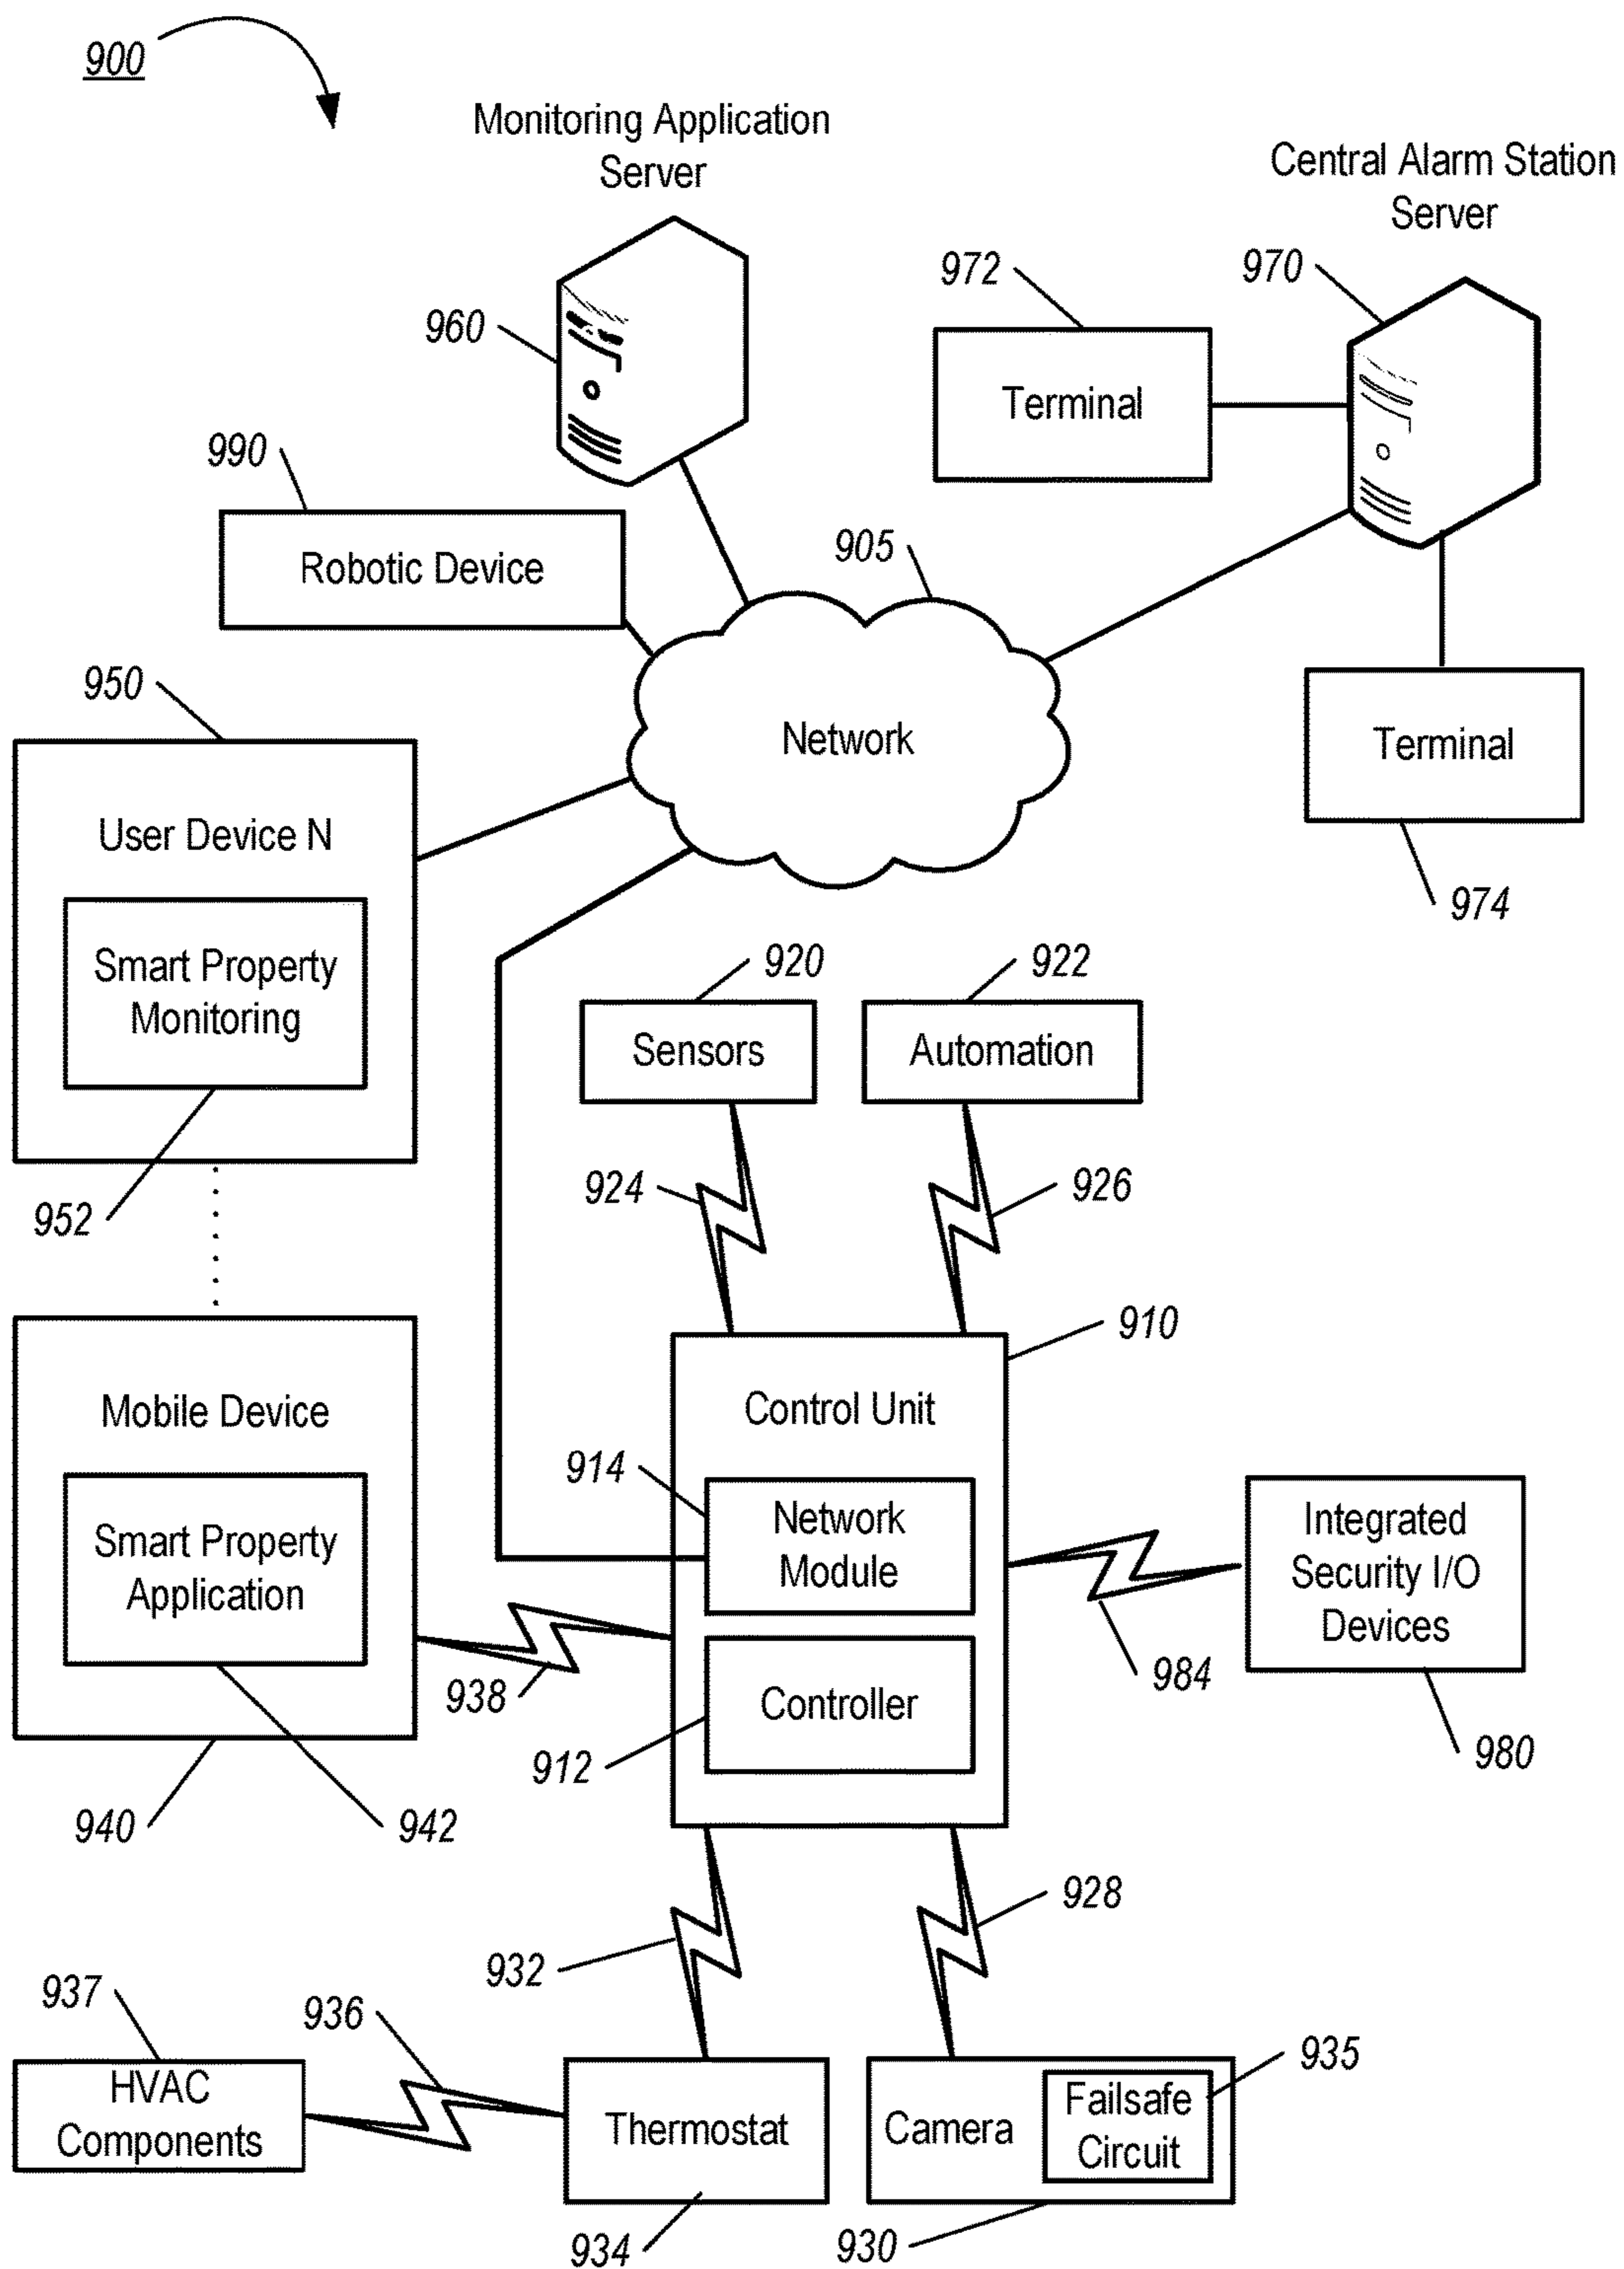 900
Monitoring Application
Server
Central Alarm Station
Server
972
970
960
Terminal
990
905
Robotic Device
950
Network
Terminal
User Device N
974
Smart Property
Monitoring
920
922
Sensors
Automation
952
924
926
910
Mobile Device
Control Unit
914
Network
Module
Integrated
Security I/O
Devices
Smart Property
Application
938
984
Controller
912
980
940
942
928
932
937
936
935
HVAC
Components
Thermostat
Camera
Failsafe
Circuit
934
930